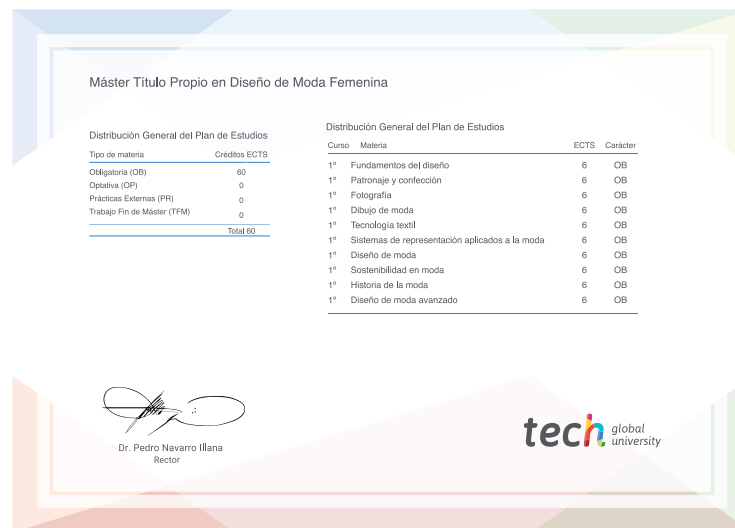 Máster Título Propio en Diseño de Moda Femenina
Distribución General del Plan de Estudios
Tipo de materia Créditos ECTS
Obligatoria (OB) 60
Optativa (OP) 0
Prácticas Externas (PR) 0
Trabajo Fin de Máster (TFM) 0
Total 60
Distribución General del Plan de Estudios
Curso Materia ECTS Carácter
1º Fundamentos del diseño 6 OB
1º Patronaje y confección 6 OB
1º Fotografía 6 OB
1º Dibujo de moda 6 OB
1º Tecnología textil 6 OB
1º Sistemas de representación aplicados a la moda 6 OB
1º Diseño de moda 6 OB
1º Sostenibilidad en moda 6 OB
1º Historia de la moda 6 OB
1º Diseño de moda avanzado 6 OB
Dr. Pedro Navarro Illana
Rector
tech global
university